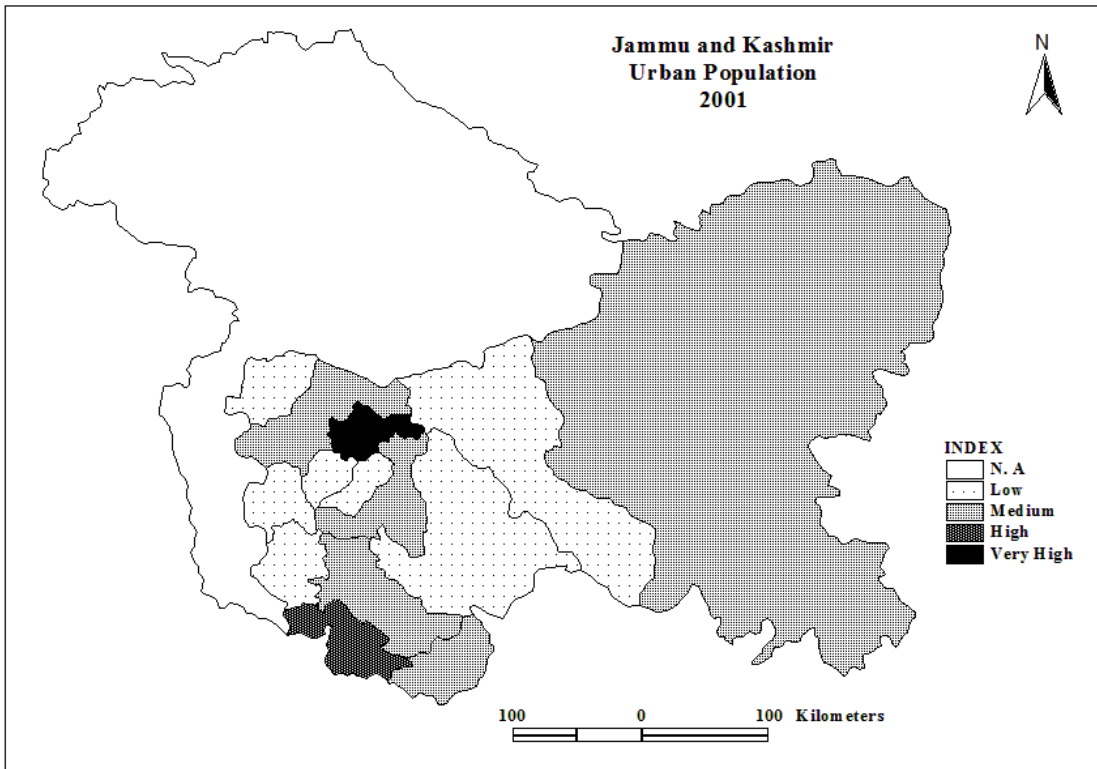 Jammu and Kashmir
Urban Population
2001
N
INDEX
N. A
Low
Medium
High
Very High
100 0 100 Kilometers